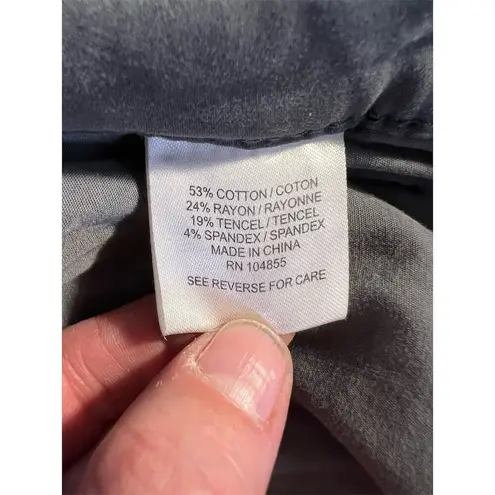 53% COTTON/COTON
24% RAYON/RAYONNE
19% TENCEL/TENCEL
4% SPANDEX/SPANDEX
MADE IN CHINA
RN 104855
SEE REVERSE FOR CARE